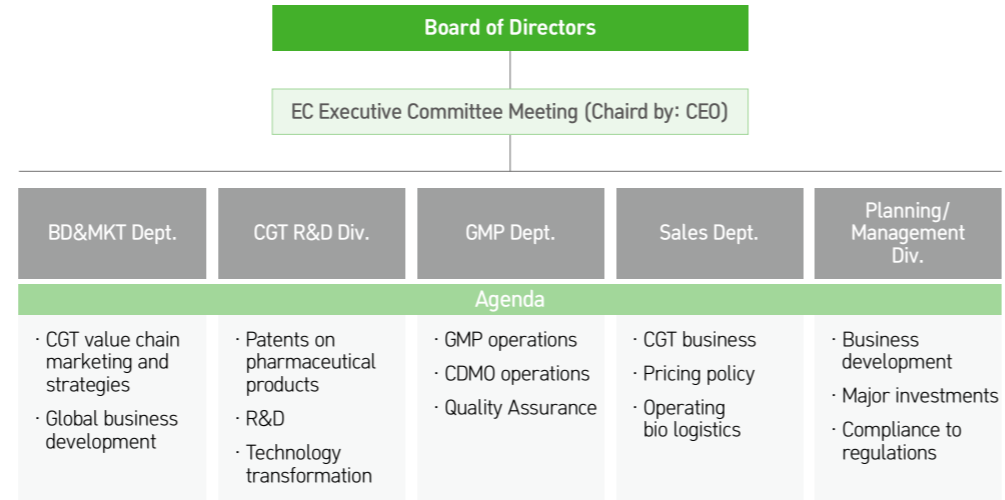 Board of Directors
EC Executive Committee Meeting (Chaird by: CEO)
BD&MKT Dept.
CGT R&D Div.
GMP Dept.
Sales Dept.
Planning/
Management
Div.
Agenda
· CGT value chain
marketing and
strategies
· Global business
development
· Patents on
pharmaceutical
products
· R&D
· Technology
transformation
· GMP operations
· CDMO operations
· Quality Assurance
· CGT business
· Pricing policy
· Operating
bio logistics
· Business
development
· Major investments
· Compliance to
regulations